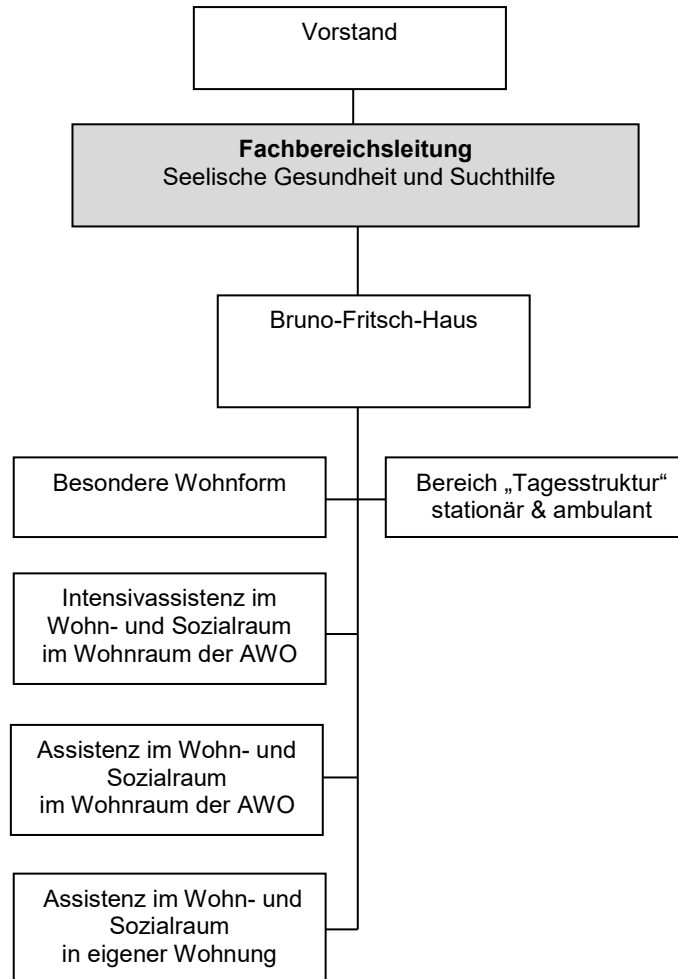 Vorstand
Fachbereichsleitung
Seelische Gesundheit und Suchthilfe
Bruno-Fritsch-Haus
Besondere Wohnform
Bereich „Tagesstruktur“
stationär & ambulant
Intensivassistenz im
Wohn- und Sozialraum
im Wohnraum der AWO
Assistenz im Wohn- und
Sozialraum
im Wohnraum der AWO
Assistenz im Wohn- und
Sozialraum
in eigener Wohnung